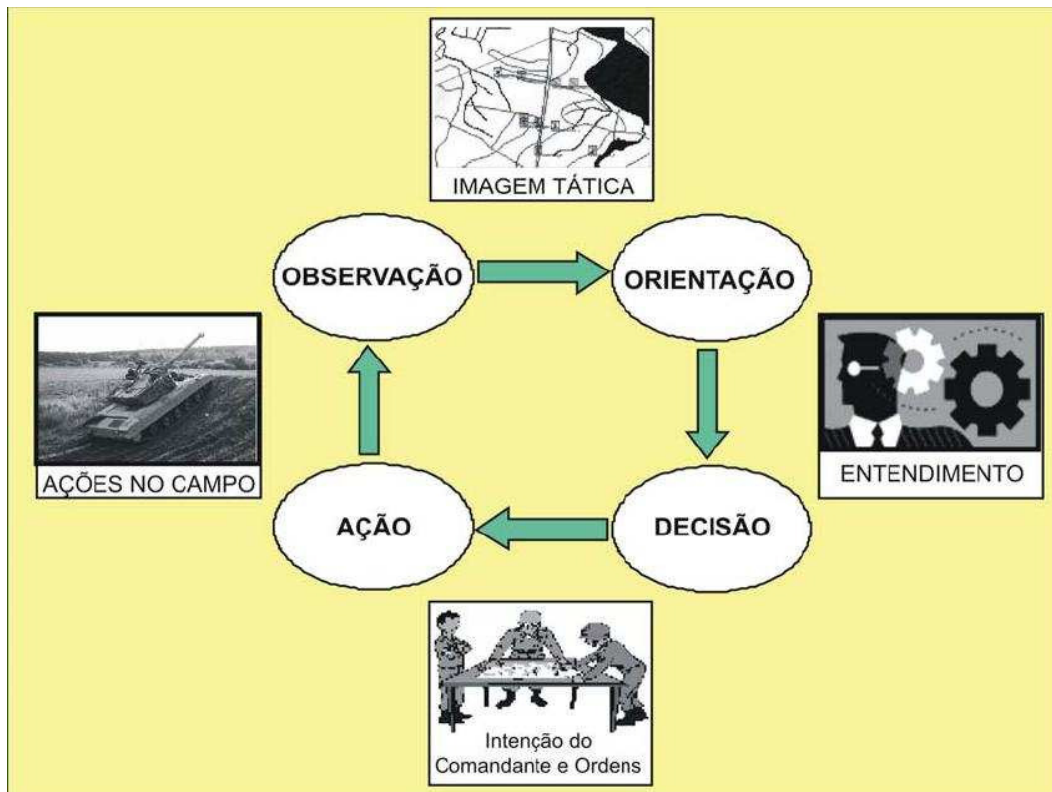 IMAGEM TÁTICA
OBSERVAÇÃO
ORIENTAÇÃO
AÇÕES NO CAMPO
ENTENDIMENTO
AÇÃO
DECISÃO
Intenção do
Comandante e Ordens